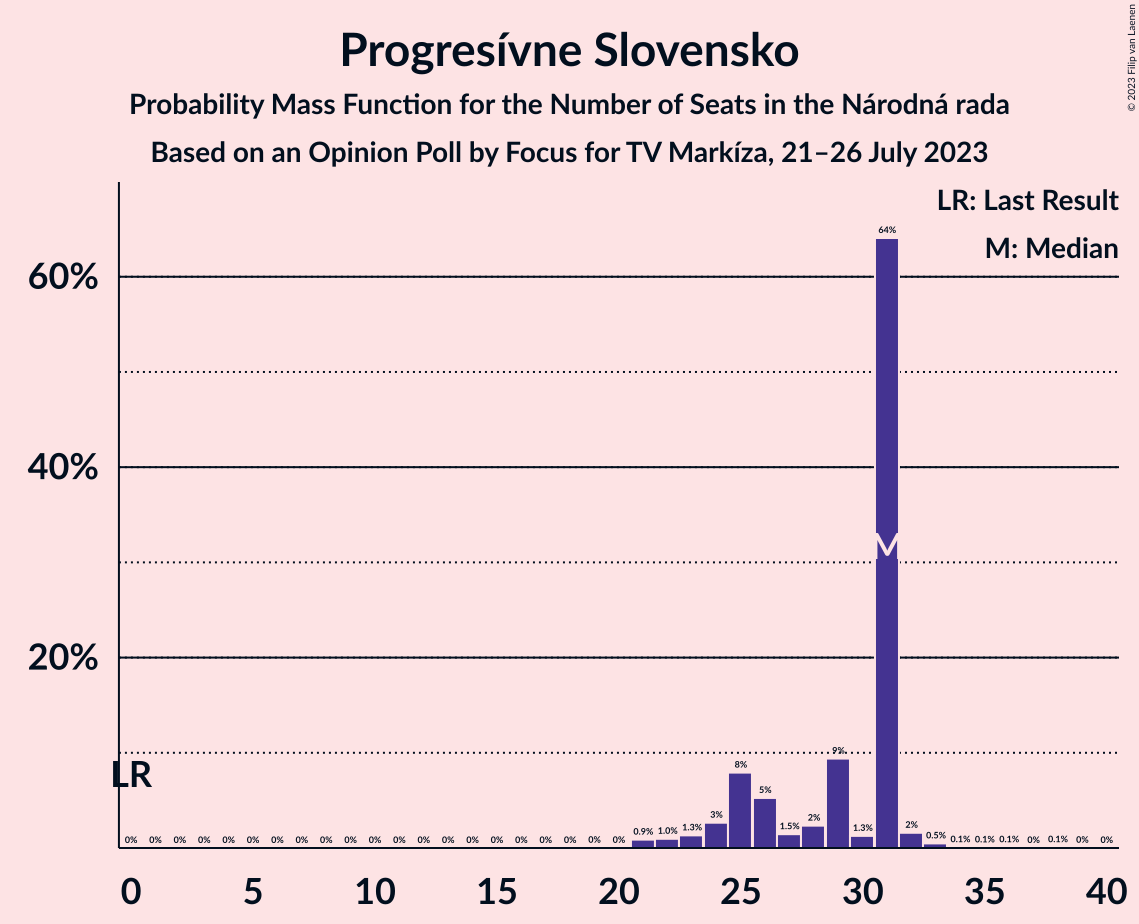 Progresívne Slovensko
Probability Mass Function for the Number of Seats in the Národná rada
Based on an Opinion Poll by Focus for TV Markíza, 21–26 July 2023
© 2023 Filip van Laenen
LR: Last Result
M: Median
64%
60%
40%
M
20%
LR
0% 0% 0% 0% 0% 0% 0% 0% 0% 0% 0% 0% 0% 0% 0% 0% 0% 0% 0% 0% 0% 0.9% 1.0% 1.3% 3% 8% 5% 1.5% 2% 9% 1.3% 2% 0.5% 0.1% 0.1% 0.1% 0% 0.1% 0% 0%
0 5 10 15 20 25 30 35 40